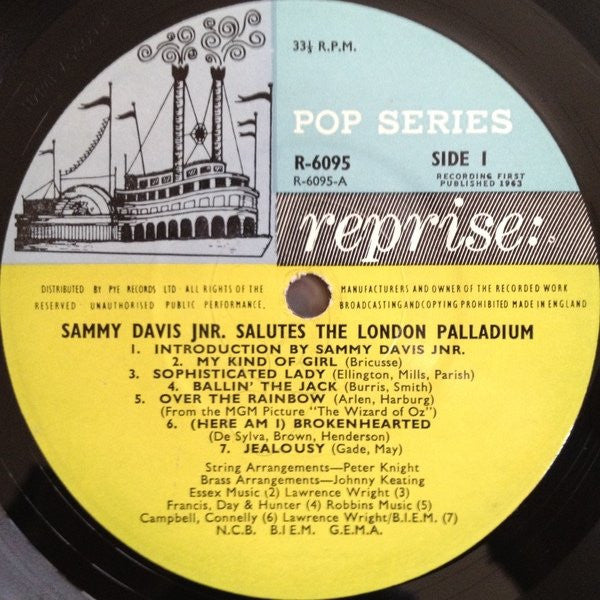 33⅓ R.P.M.
POP SERIES
R-6095 SIDE 1
R-6095-A
RECORDING FIRST
PUBLISHED 1963
reprise:
DISTRIBUTED BY PYE RECORDS LTD · ALL RIGHTS OF THE MANUFACTURERS AND OWNER OF THE RECORDED WORK
RESERVED · UNAUTHORISED PUBLIC PERFORMANCE, BROADCASTING AND COPYING PROHIBITED MADE IN ENGLAND
SAMMY DAVIS JNR. SALUTES THE LONDON PALLADIUM
1. INTRODUCTION BY SAMMY DAVIS JNR.
2. MY KIND OF GIRL (Bricusse)
3. SOPHISTICATED LADY (Ellington, Mills, Parish)
4. BALLIN' THE JACK (Burris, Smith)
5. OVER THE RAINBOW (Arlen, Harburg)
(From the MGM Picture "The Wizard of Oz")
6. (HERE AM I) BROKENHEARTED
(De Sylva, Brown, Henderson)
7. JEALOUSY (Gade, May)
String Arrangements—Peter Knight
Brass Arrangements—Johnny Keating
Essex Music (2) Lawrence Wright (3)
Francis, Day & Hunter (4) Robbins Music (5)
Campbell, Connelly (6) Lawrence Wright/B.I.E.M. (7)
N.C.B. B.I E.M. G.E.M.A.